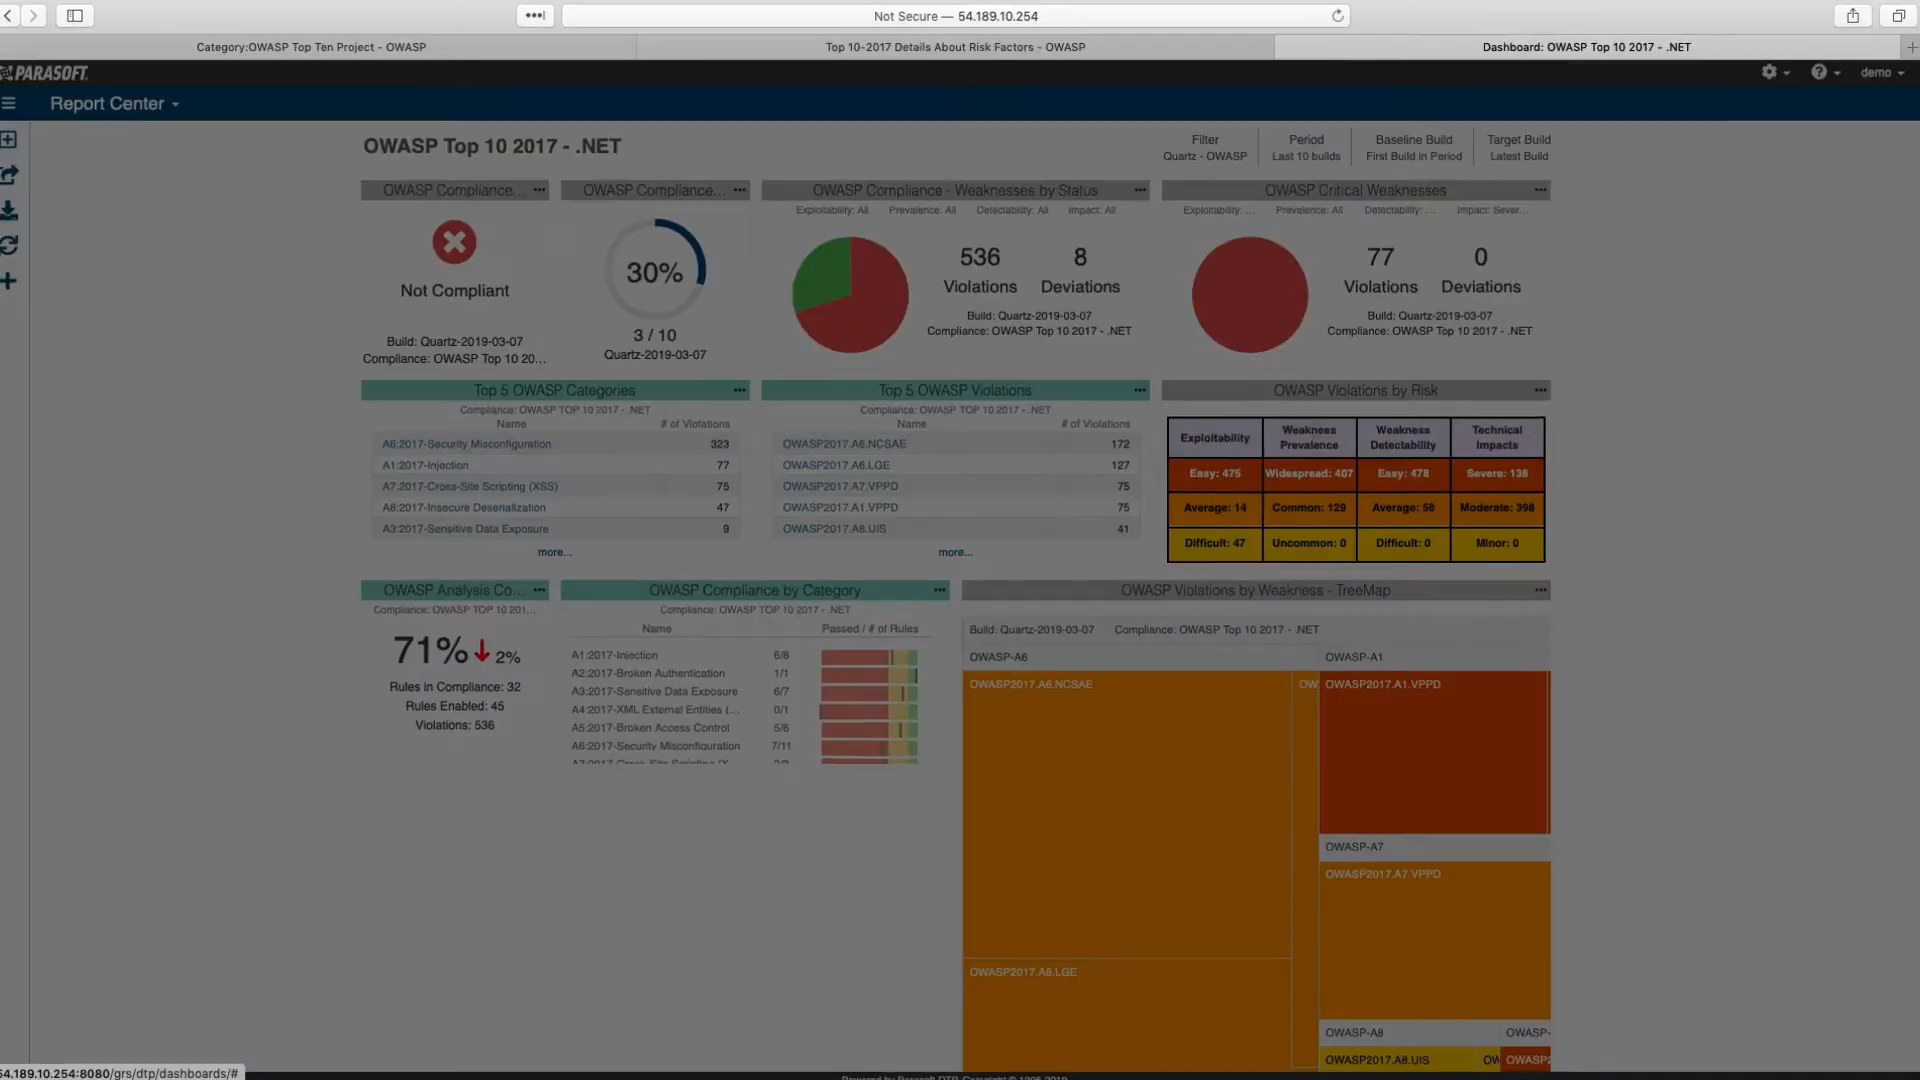 Not Secure — 54.189.10.254
Category:OWASP Top Ten Project - OWASP
Top 10-2017 Details About Risk Factors - OWASP
Dashboard: OWASP Top 10 2017 - .NET
PARASOFT.
demo
Report Center
OWASP Top 10 2017 - .NET
Filter
Quartz - OWASP
Period
Last 10 builds
Baseline Build
First Build in Period
Target Build
Latest Build
OWASP Compliance...
Not Compliant
Build: Quartz-2019-03-07
Compliance: OWASP Top 10 20...
OWASP Compliance...
30%
3 / 10
Quartz-2019-03-07
OWASP Compliance - Weaknesses by Status
Exploitability: All Prevalence: All Detectability: All Impact: All
536 8
Violations Deviations
Build: Quartz-2019-03-07
Compliance: OWASP Top 10 2017 - .NET
OWASP Critical Weaknesses
Exploitability: ... Prevalence: All Detectability: ... Impact: Sever...
77 0
Violations Deviations
Build: Quartz-2019-03-07
Compliance: OWASP Top 10 2017 - .NET
Top 5 OWASP Categories
Compliance: OWASP TOP 10 2017 - .NET
Name # of Violations
A6:2017-Security Misconfiguration 323
A1:2017-Injection 77
A7:2017-Cross-Site Scripting (XSS) 75
A8:2017-Insecure Deserialization 47
A3:2017-Sensitive Data Exposure 9
more...
Top 5 OWASP Violations
Compliance: OWASP TOP 10 2017 - .NET
Name # of Violations
OWASP2017.A6.NCSAE 172
OWASP2017.A6.LGE 127
OWASP2017.A7.VPPD 75
OWASP2017.A1.VPPD 75
OWASP2017.A8.UIS 41
more...
OWASP Violations by Risk
Exploitability Weakness Prevalence Weakness Detectability Technical Impacts
Easy: 475 Widespread: 407 Easy: 478 Severe: 138
Average: 14 Common: 129 Average: 58 Moderate: 398
Difficult: 47 Uncommon: 0 Difficult: 0 Minor: 0
OWASP Analysis Co...
Compliance: OWASP TOP 10 201...
71% 2%
Rules in Compliance: 32
Rules Enabled: 45
Violations: 536
OWASP Compliance by Category
Compliance: OWASP TOP 10 2017 - .NET
Name Passed / # of Rules
A1:2017-Injection 6/8
A2:2017-Broken Authentication 1/1
A3:2017-Sensitive Data Exposure 6/7
A4:2017-XML External Entities (... 0/1
A5:2017-Broken Access Control 5/6
A6:2017-Security Misconfiguration 7/11
OWASP Violations by Weakness - TreeMap
Build: Quartz-2019-03-07 Compliance: OWASP Top 10 2017 - .NET
OWASP-A6 OWASP-A1
OWASP2017.A6.NCSAE OW OWASP2017.A1.VPPD
OWASP-A7
OWASP2017.A7.VPPD
OWASP2017.A6.LGE
OWASP-A8 OWASP-
OWASP2017.A8.UIS OW OWASP2
54.189.10.254:8080/grs/dtp/dashboards/#